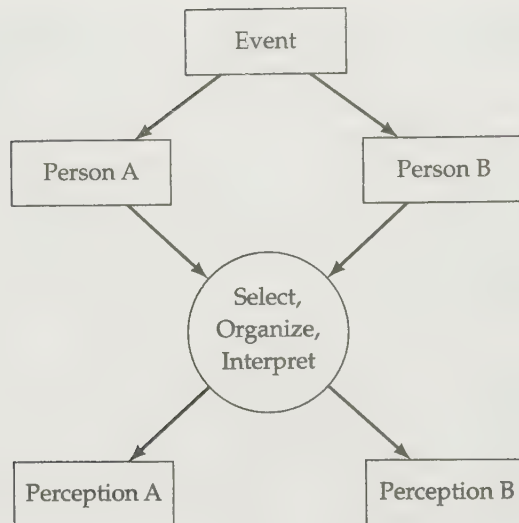 Event
Person A
Person B
Select,
Organize,
Interpret
Perception A
Perception B